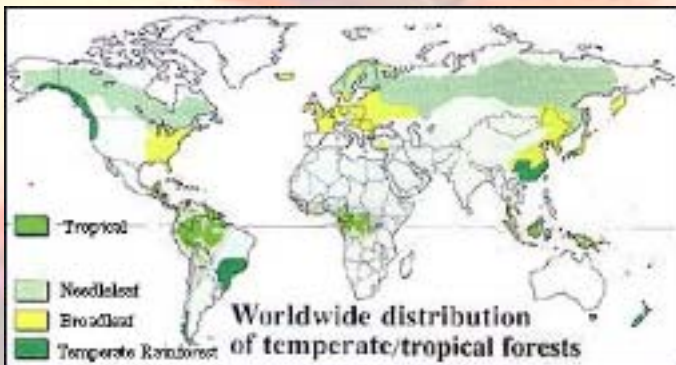 Tropical
Needleleaf
Broadleaf
Temperate Rainforest
Worldwide distribution
of temperate/tropical forests